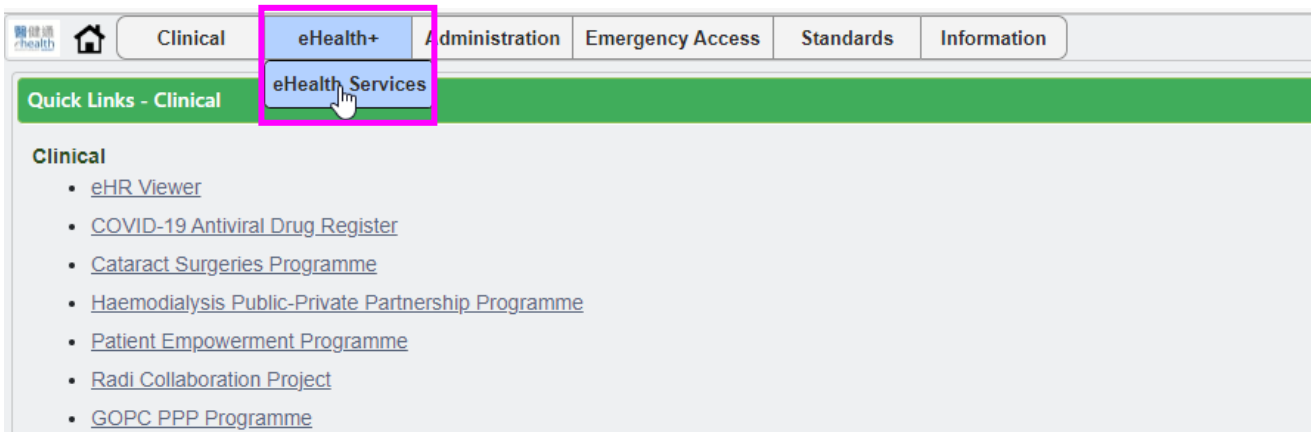 醫健通
ehealth
Clinical
eHealth+
Administration
Emergency Access
Standards
Information
eHealth Services
Quick Links - Clinical
Clinical
• eHR Viewer
• COVID-19 Antiviral Drug Register
• Cataract Surgeries Programme
• Haemodialysis Public-Private Partnership Programme
• Patient Empowerment Programme
• Radi Collaboration Project
• GOPC PPP Programme